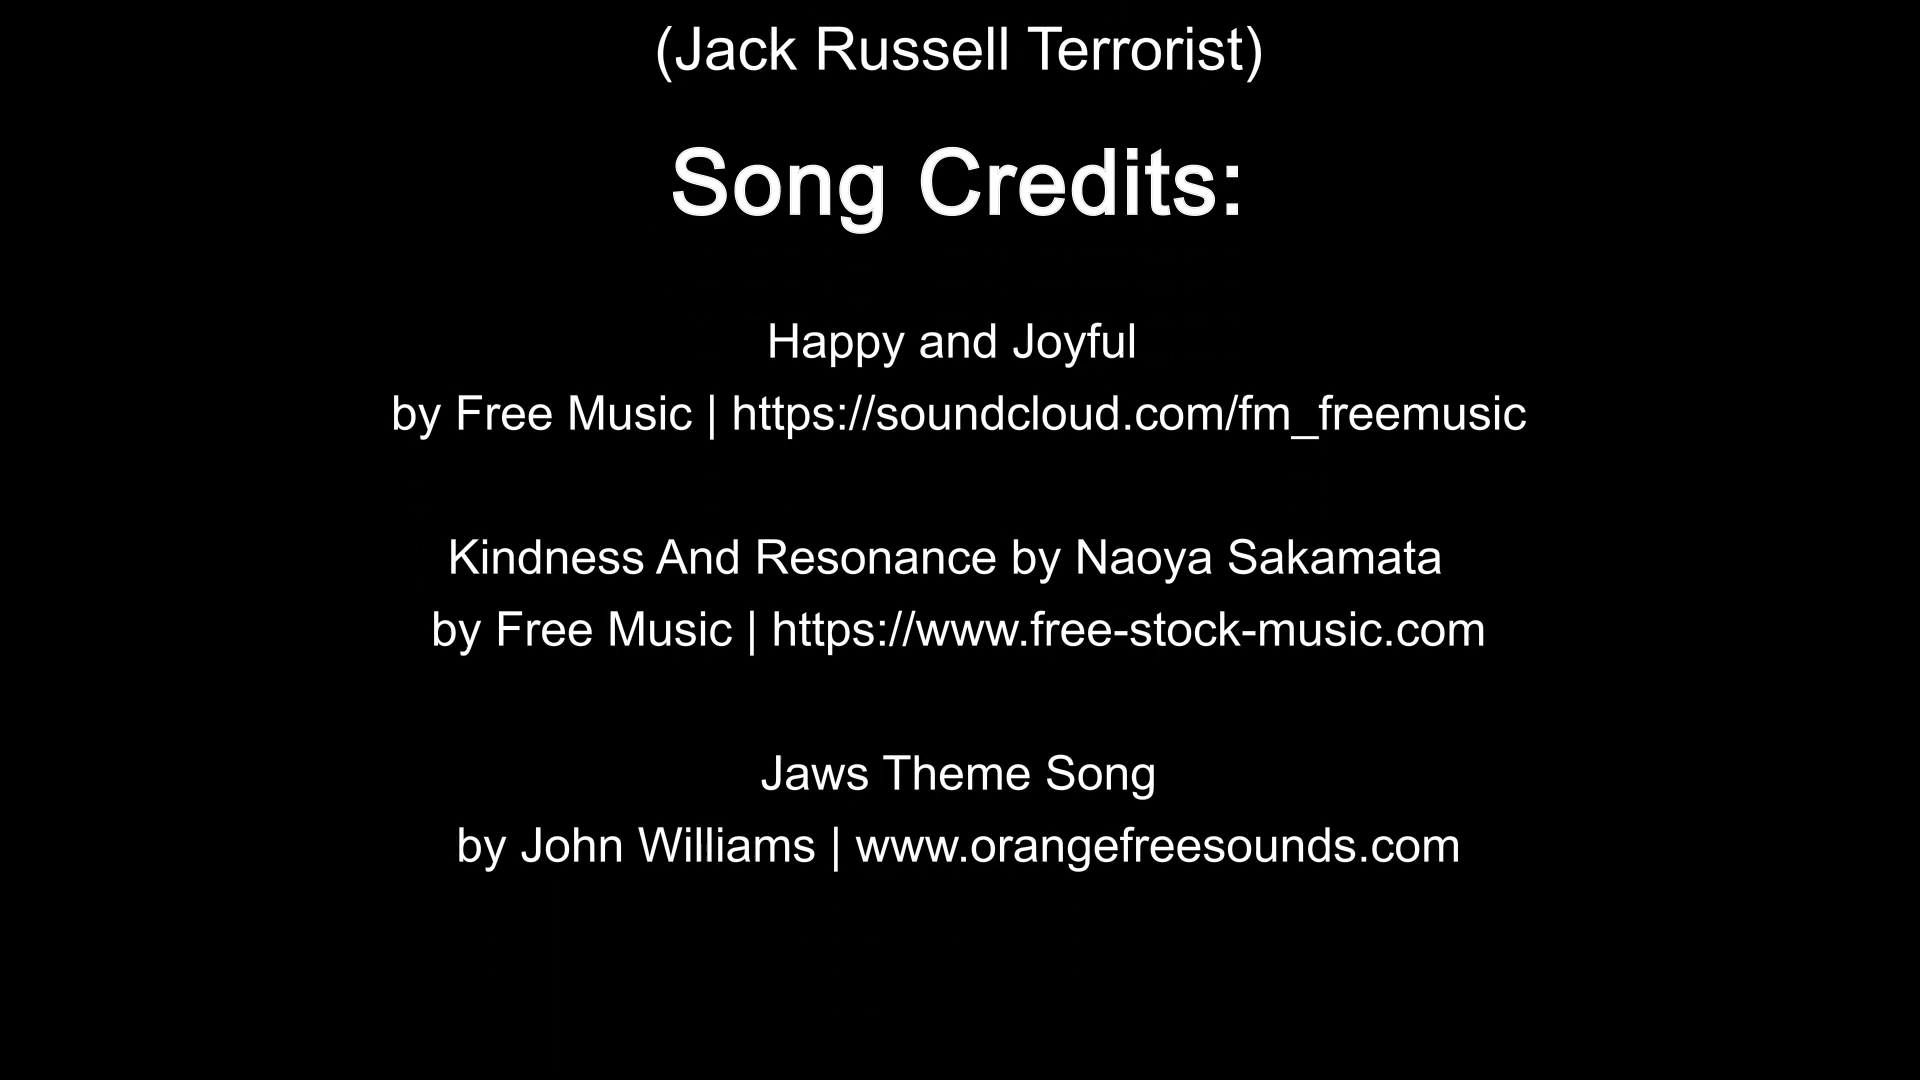 (Jack Russell Terrorist)
Song Credits:
Happy and Joyful
by Free Music | https://soundcloud.com/fm_freemusic
Kindness And Resonance by Naoya Sakamata
by Free Music | https://www.free-stock-music.com
Jaws Theme Song
by John Williams | www.orangefreesounds.com